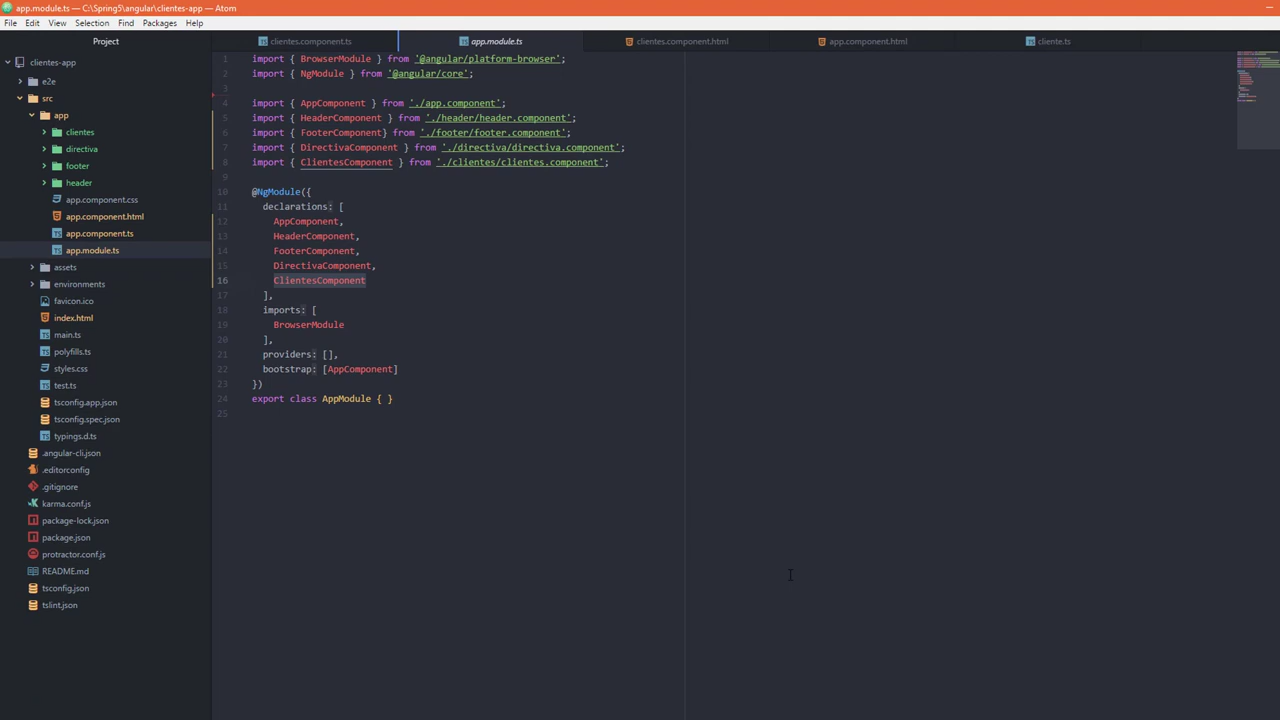 app.module.ts — C:\Spring5\angular\clientes-app — Atom
File Edit View Selection Find Packages Help
Project
clientes-app
e2e
src
app
clientes
directiva
footer
header
app.component.css
app.component.html
app.component.ts
app.module.ts
assets
environments
favicon.ico
index.html
main.ts
polyfills.ts
styles.css
test.ts
tsconfig.app.json
tsconfig.spec.json
typings.d.ts
.angular-cli.json
.editorconfig
.gitignore
karma.conf.js
package-lock.json
package.json
protractor.conf.js
README.md
tsconfig.json
tslint.json
clientes.component.ts app.module.ts clientes.component.html app.component.html cliente.ts
1 import { BrowserModule } from '@angular/platform-browser';
2 import { NgModule } from '@angular/core';
3
4 import { AppComponent } from './app.component';
5 import { HeaderComponent } from './header/header.component';
6 import { FooterComponent} from './footer/footer.component';
7 import { DirectivaComponent } from './directiva/directiva.component';
8 import { ClientesComponent } from './clientes/clientes.component';
9
10 @NgModule({
11 declarations: [
12 AppComponent,
13 HeaderComponent,
14 FooterComponent,
15 DirectivaComponent,
16 ClientesComponent
17 ],
18 imports: [
19 BrowserModule
20 ],
21 providers: [],
22 bootstrap: [AppComponent]
23 })
24 export class AppModule { }
25